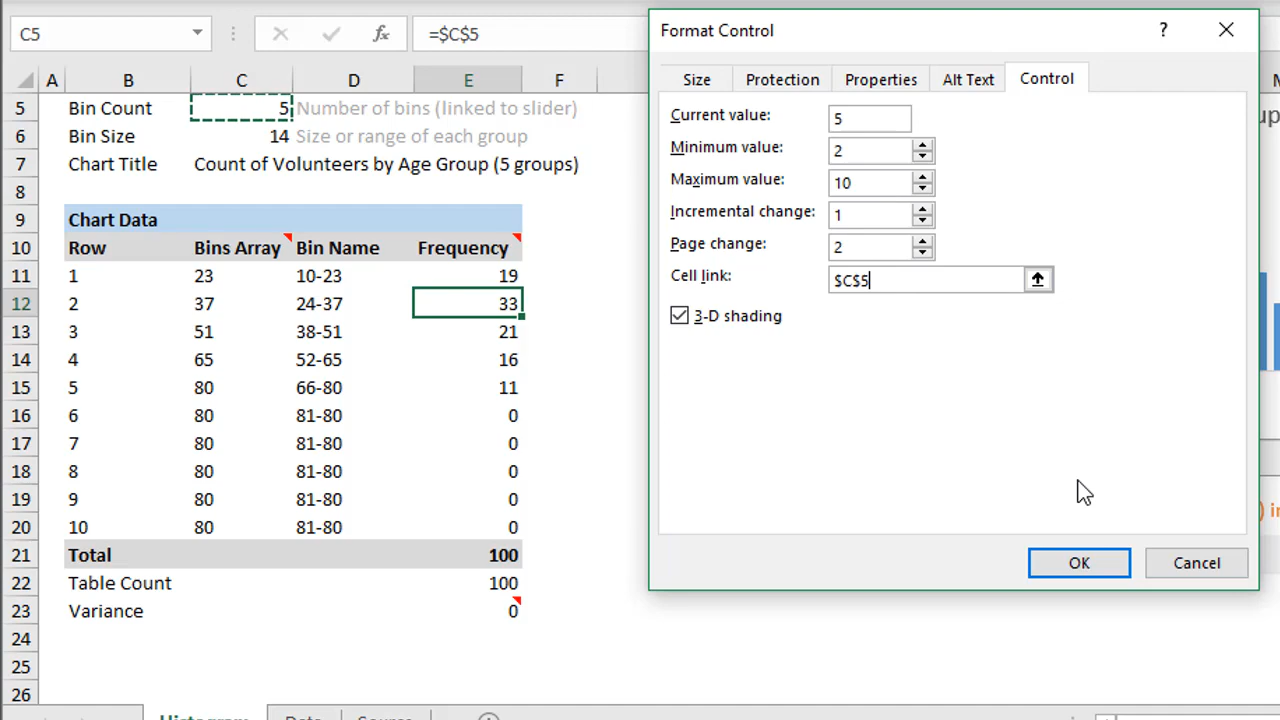 C5
fx
=$C$5
A B C D E F
5 Bin Count 5 Number of bins (linked to slider)
6 Bin Size 14 Size or range of each group
7 Chart Title Count of Volunteers by Age Group (5 groups)
8
9 Chart Data
10 Row Bins Array Bin Name Frequency
11 1 23 10-23 19
12 2 37 24-37 33
13 3 51 38-51 21
14 4 65 52-65 16
15 5 80 66-80 11
16 6 80 81-80 0
17 7 80 81-80 0
18 8 80 81-80 0
19 9 80 81-80 0
20 10 80 81-80 0
21 Total 100
22 Table Count 100
23 Variance 0
24
25
26
Histogram Data Source
Format Control ?
Size Protection Properties Alt Text Control
Current value: 5
Minimum value: 2
Maximum value: 10
Incremental change: 1
Page change: 2
Cell link: $C$5
3-D shading
OK Cancel